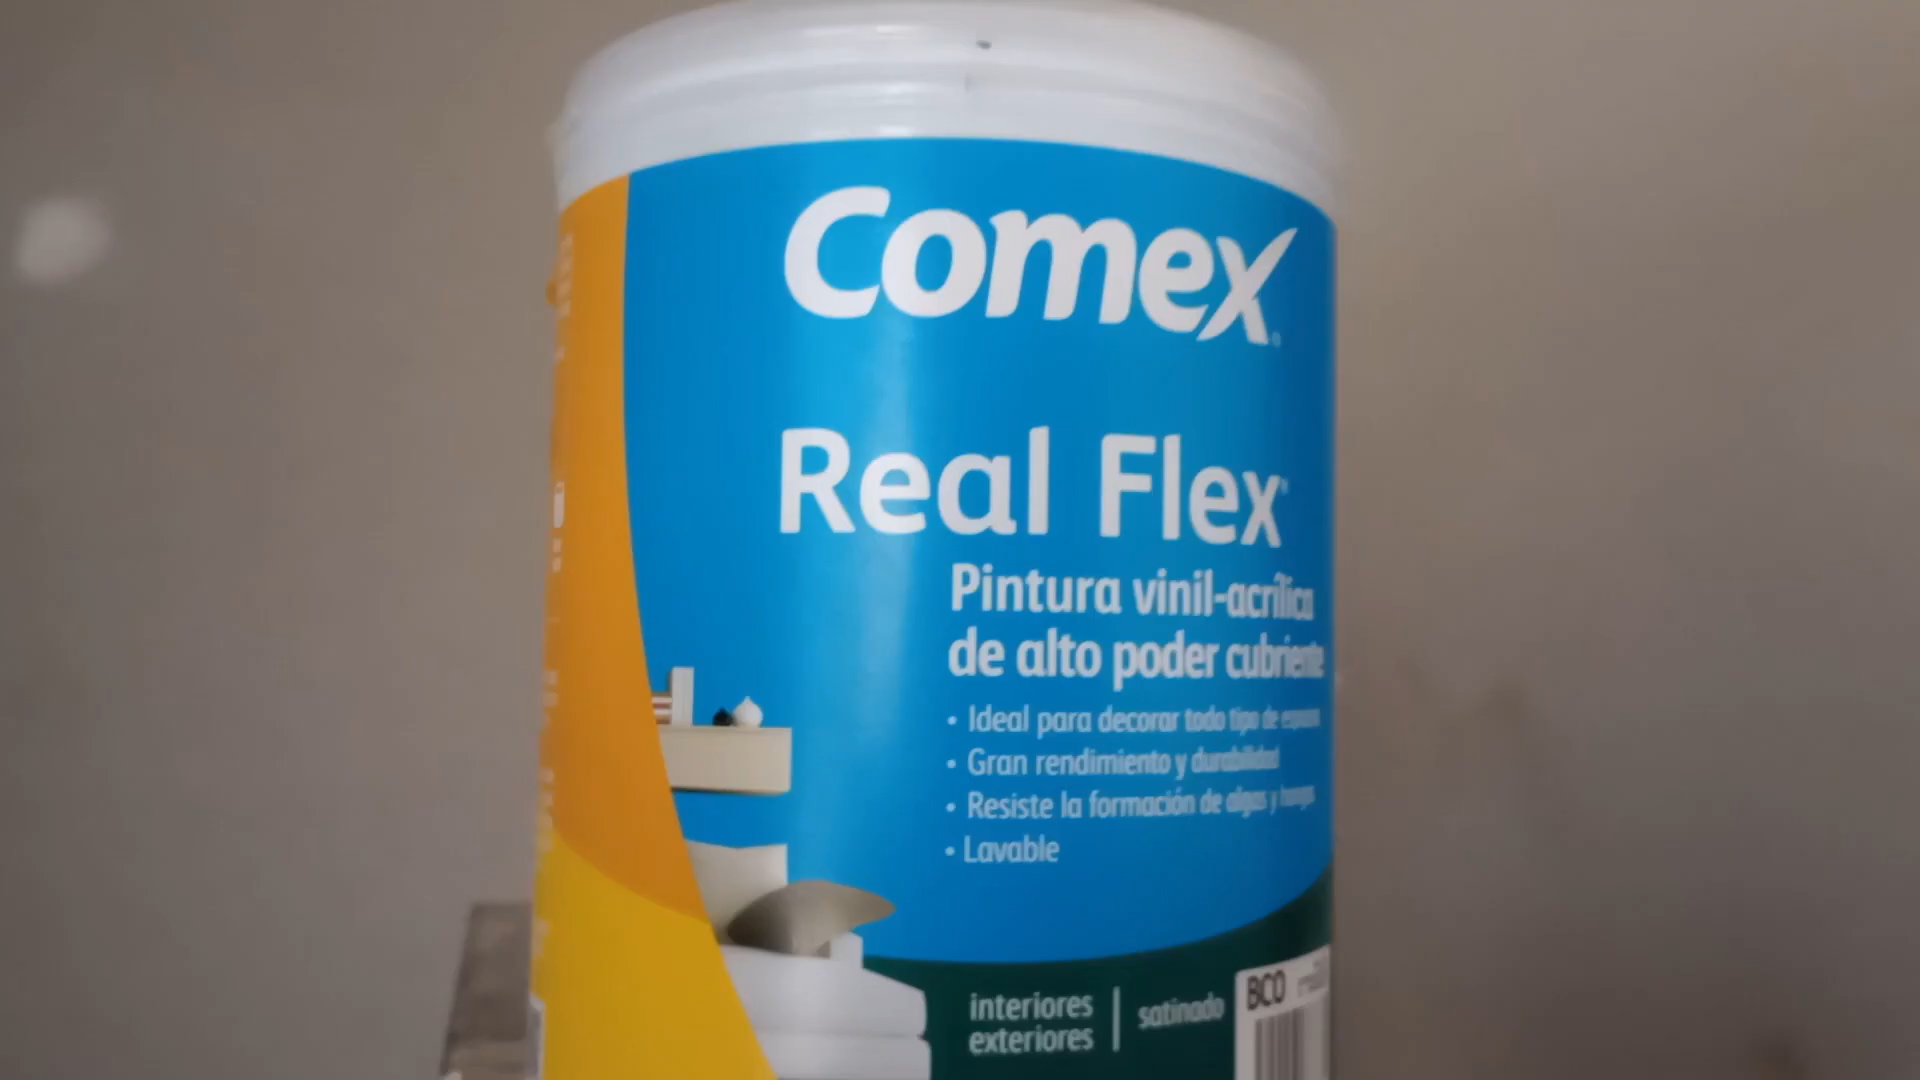 Comex
Real Flex
Pintura vinil-acrílica
de alto poder cubriente
• Ideal para decorar todo tipo de
• Gran rendimiento y durabilidad
• Resiste la formación de algas y hongos
• Lavable
interiores
exteriores
satinado
BCO